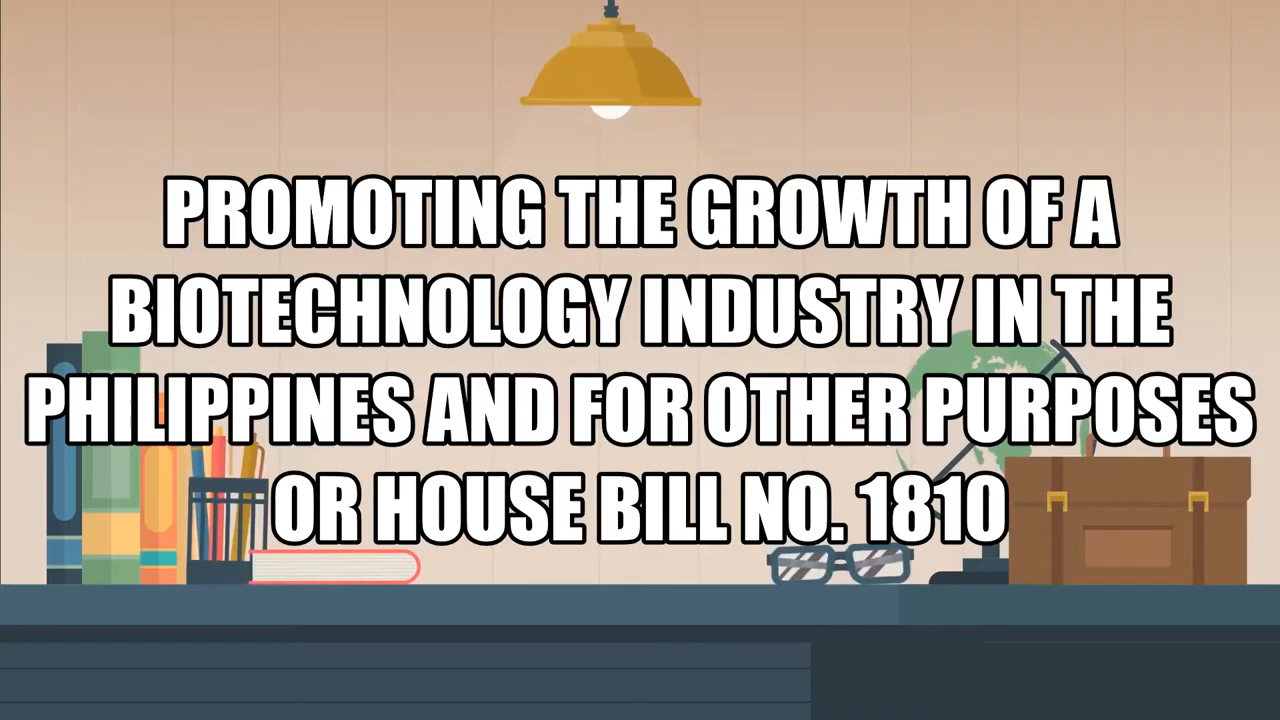 PROMOTING THE GROWTH OF A
BIOTECHNOLOGY INDUSTRY IN THE
PHILIPPINES AND FOR OTHER PURPOSES
OR HOUSE BILL NO. 1810